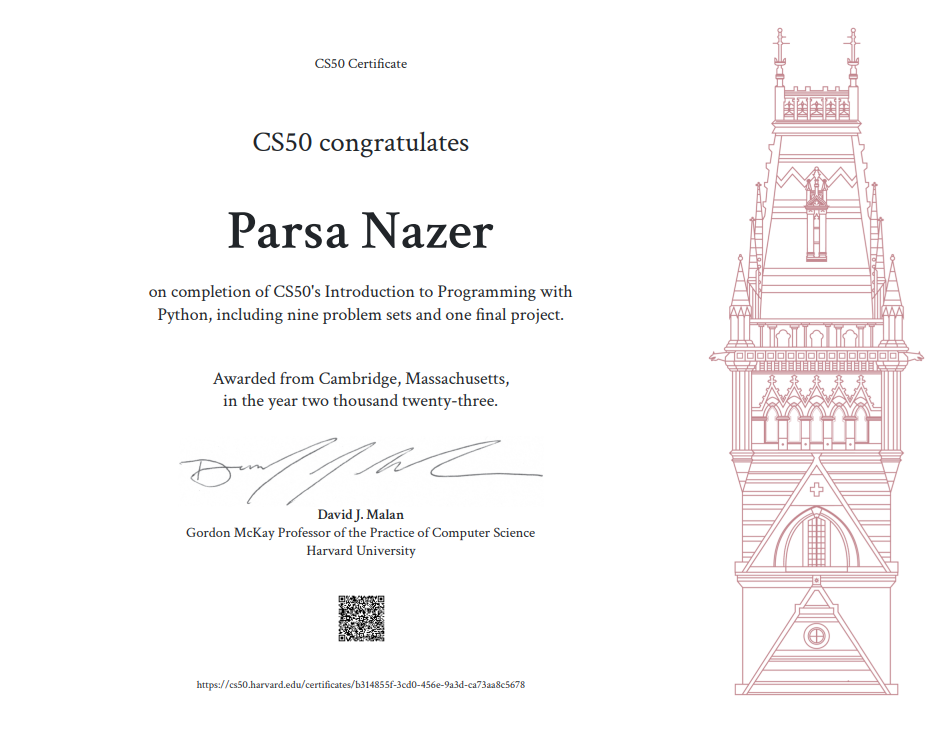 CS50 Certificate
CS50 congratulates
Parsa Nazer
on completion of CS50's Introduction to Programming with
Python, including nine problem sets and one final project.
Awarded from Cambridge, Massachusetts,
in the year two thousand twenty-three.
David J. Malan
Gordon McKay Professor of the Practice of Computer Science
Harvard University
https://cs50.harvard.edu/certificates/b314855f-3cd0-456e-9a3d-ca73aa8c5678